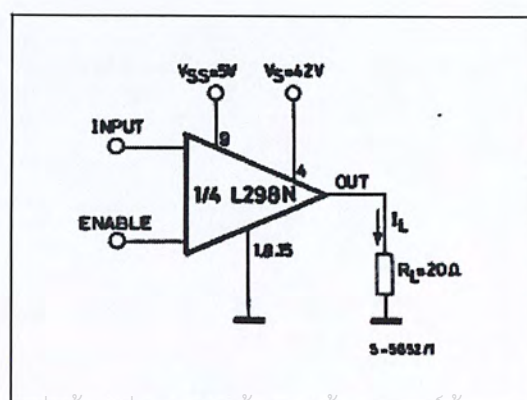 VSS=5V VS=42V
INPUT
9
4
OUT
1/4 L298N
IL
ENABLE
1,8,15
RL=20Ω
S-5852/1